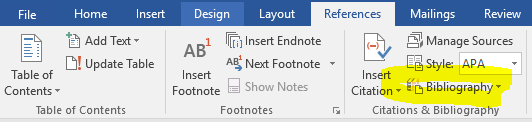 File Home Insert Design Layout References Mailings Review
Add Text
Update Table
Table of Contents
Table of Contents
AB1
Insert Footnote
Insert Endnote
Next Footnote
Show Notes
Footnotes
Insert Citation
Manage Sources
Style: APA
Bibliography
Citations & Bibliography